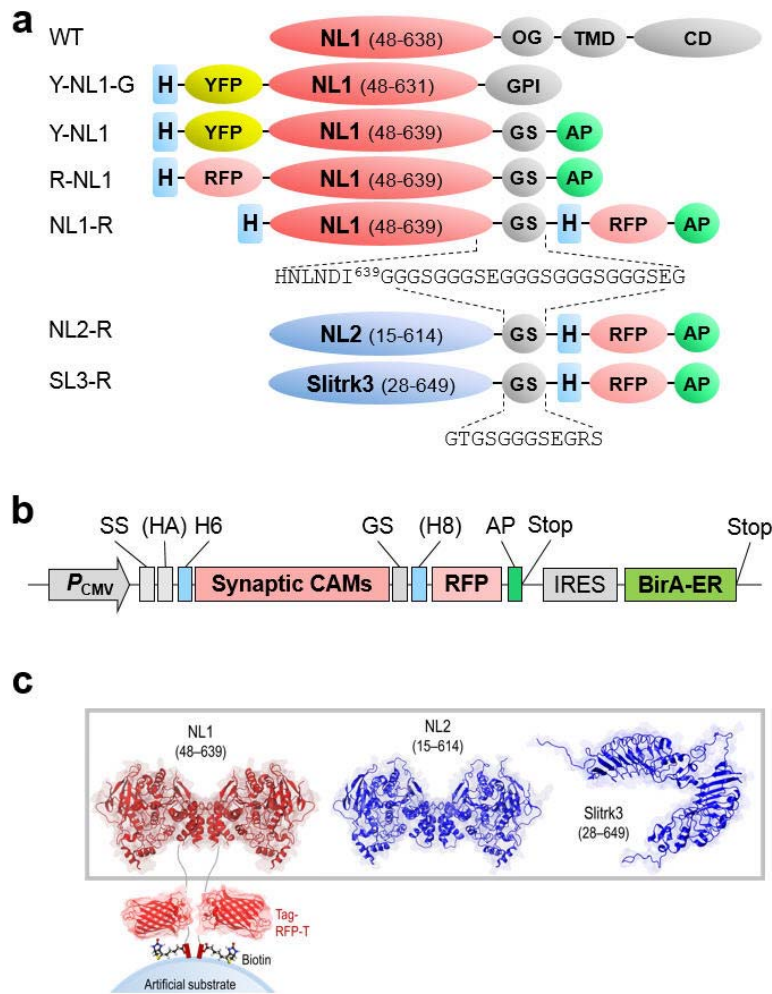 a
WT NL1 (48-638) OG TMD CD
Y-NL1-G H YFP NL1 (48-631) GPI
Y-NL1 H YFP NL1 (48-639) GS AP
R-NL1 H RFP NL1 (48-639) GS AP
NL1-R H NL1 (48-639) GS H RFP AP
HNLNDI⁶³⁹GGGSGGGSEGGGSGGGSGGGSEG
NL2-R NL2 (15-614) GS H RFP AP
SL3-R Slitrk3 (28-649) GS H RFP AP
GTGSGGGSEGRS
b
SS (HA) H6 GS (H8) AP Stop Stop
PCMV Synaptic CAMs RFP IRES BirA-ER
c
NL1
(48–639)
NL2
(15–614)
Slitrk3
(28–649)
Tag-
RFP-T
Biotin
Artificial substrate